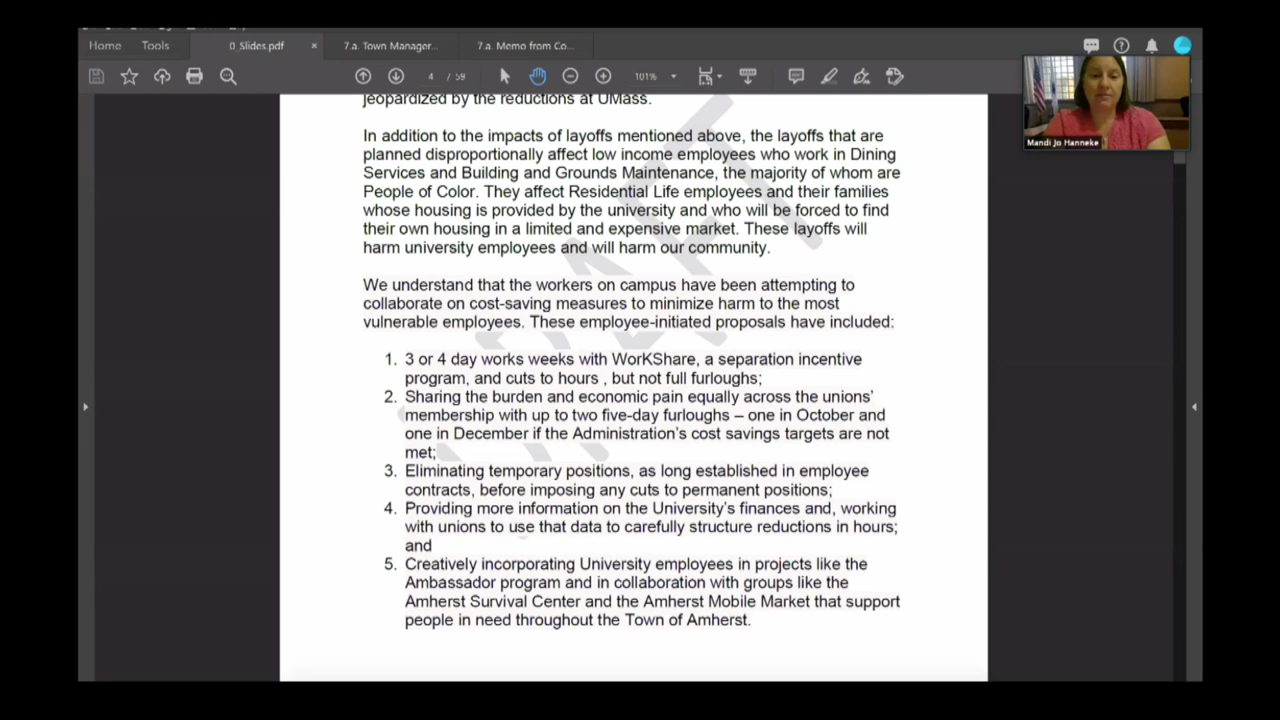 Home Tools 0_Slides.pdf × 7.a. Town Manager... 7.a. Memo from Co...
4 / 59 101%
Mandi Jo Hanneke
jeopardized by the reductions at UMass.
In addition to the impacts of layoffs mentioned above, the layoffs that are
planned disproportionally affect low income employees who work in Dining
Services and Building and Grounds Maintenance, the majority of whom are
People of Color. They affect Residential Life employees and their families
whose housing is provided by the university and who will be forced to find
their own housing in a limited and expensive market. These layoffs will
harm university employees and will harm our community.
We understand that the workers on campus have been attempting to
collaborate on cost-saving measures to minimize harm to the most
vulnerable employees. These employee-initiated proposals have included:
1. 3 or 4 day works weeks with WorKShare, a separation incentive
program, and cuts to hours , but not full furloughs;
2. Sharing the burden and economic pain equally across the unions'
membership with up to two five-day furloughs – one in October and
one in December if the Administration's cost savings targets are not
met;
3. Eliminating temporary positions, as long established in employee
contracts, before imposing any cuts to permanent positions;
4. Providing more information on the University's finances and, working
with unions to use that data to carefully structure reductions in hours;
and
5. Creatively incorporating University employees in projects like the
Ambassador program and in collaboration with groups like the
Amherst Survival Center and the Amherst Mobile Market that support
people in need throughout the Town of Amherst.
DRAFT